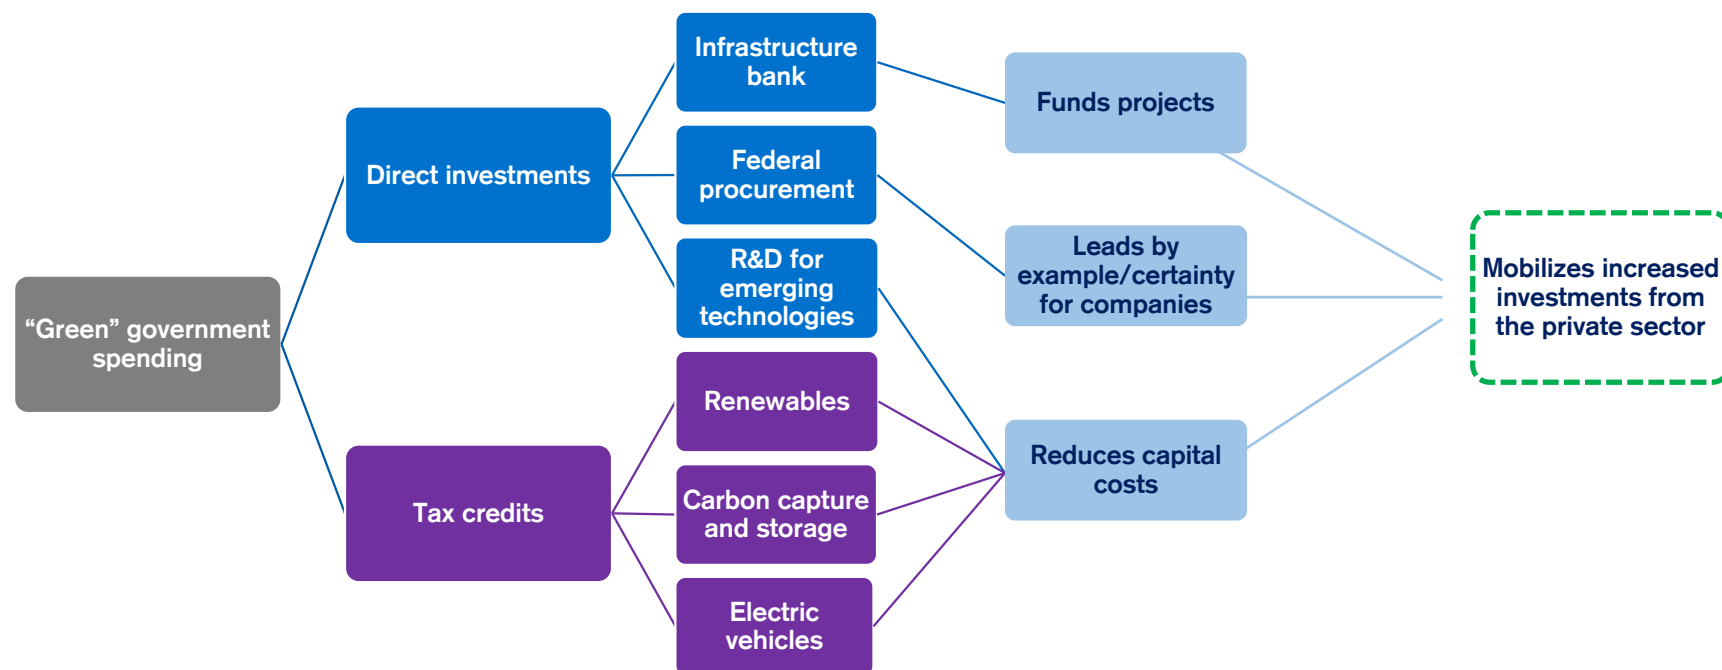 “Green” government
spending
Direct investments
Tax credits
Infrastructure
bank
Federal
procurement
R&D for
emerging
technologies
Renewables
Carbon capture
and storage
Electric
vehicles
Funds projects
Leads by
example/certainty
for companies
Reduces capital
costs
Mobilizes increased
investments from
the private sector